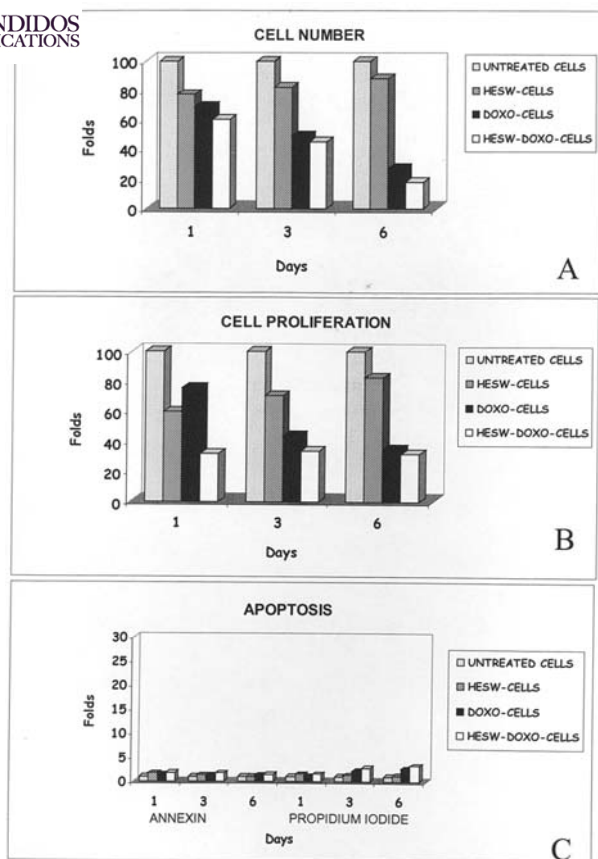 NDIDOS
ICATIONS
CELL NUMBER
100
80
60
40
20
0
Folds
1 3 6
Days
UNTREATED CELLS
HESW-CELLS
DOXO-CELLS
HESW-DOXO-CELLS
A
CELL PROLIFERATION
100
80
60
40
20
0
Folds
1 3 6
Days
UNTREATED CELLS
HESW-CELLS
DOXO-CELLS
HESW-DOXO-CELLS
B
APOPTOSIS
30
25
20
15
10
5
0
Folds
1 3 6 1 3 6
ANNEXIN PROPIDIUM IODIDE
Days
UNTREATED CELLS
HESW-CELLS
DOXO-CELLS
HESW-DOXO-CELLS
C